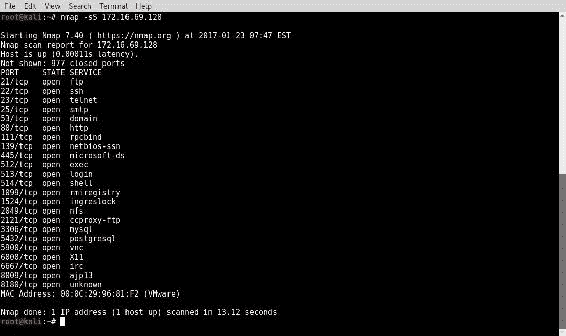 File Edit View Search Terminal Help
root@kali:~# nmap -sS 172.16.69.128
Starting Nmap 7.40 ( https://nmap.org ) at 2017-01-23 07:47 EST
Nmap scan report for 172.16.69.128
Host is up (0.00011s latency).
Not shown: 977 closed ports
PORT STATE SERVICE
21/tcp open ftp
22/tcp open ssh
23/tcp open telnet
25/tcp open smtp
53/tcp open domain
80/tcp open http
111/tcp open rpcbind
139/tcp open netbios-ssn
445/tcp open microsoft-ds
512/tcp open exec
513/tcp open login
514/tcp open shell
1099/tcp open rmiregistry
1524/tcp open ingreslock
2049/tcp open nfs
2121/tcp open ccproxy-ftp
3306/tcp open mysql
5432/tcp open postgresql
5900/tcp open vnc
6000/tcp open X11
6667/tcp open irc
8009/tcp open ajp13
8180/tcp open unknown
MAC Address: 00:0C:29:96:81:F2 (VMware)
Nmap done: 1 IP address (1 host up) scanned in 13.12 seconds
root@kali:~#